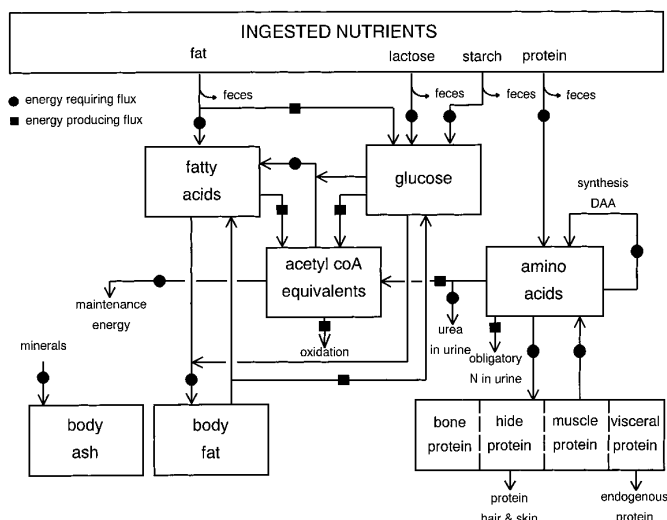 INGESTED NUTRIENTS
fat
lactose
starch
protein
feces
feces
feces
feces
energy requiring flux
energy producing flux
fatty
acids
glucose
synthesis
DAA
acetyl coA
equivalents
amino
acids
maintenance
energy
oxidation
urea
in urine
obligatory
N in urine
minerals
body
ash
body
fat
bone
protein
hide
protein
muscle
protein
visceral
protein
protein
hair & skin
endogenous
protein